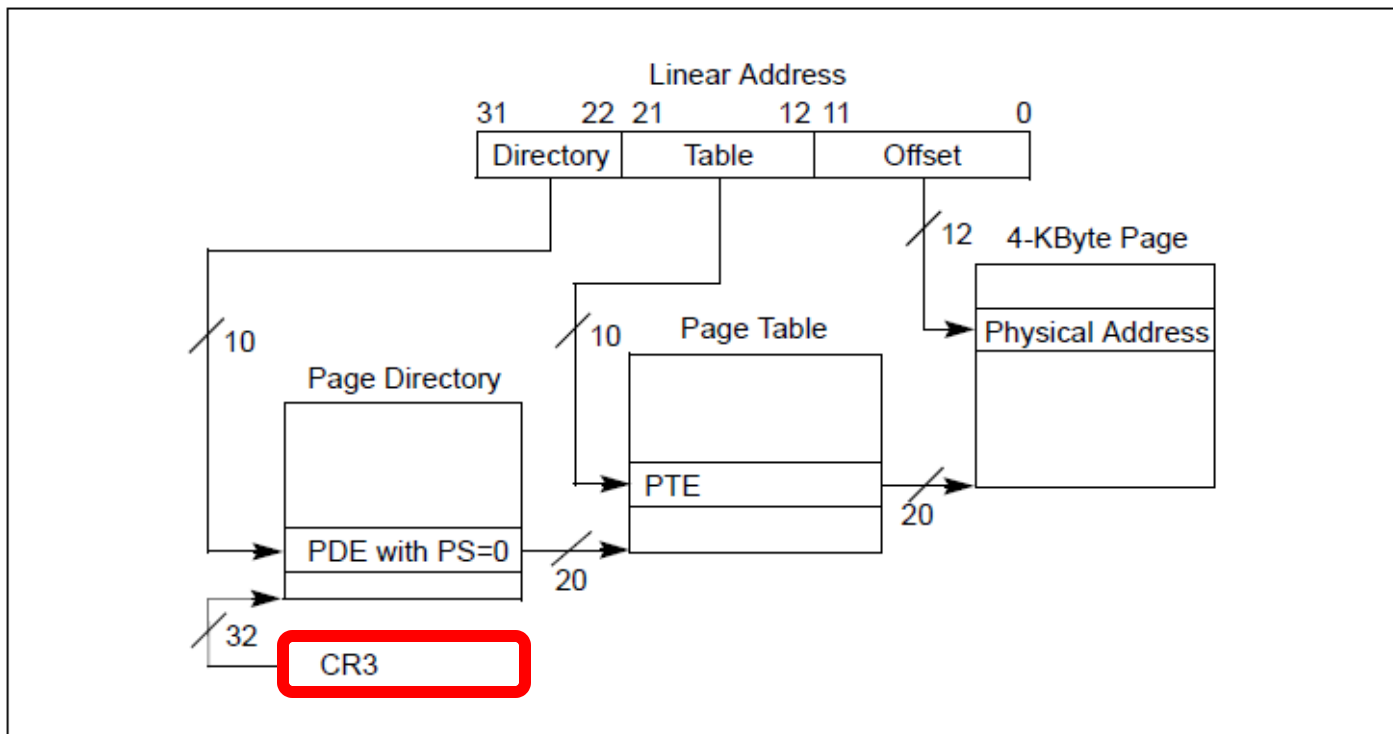 Linear Address
31 22 21 12 11 0
Directory Table Offset
12
4-KByte Page
Physical Address
10
10
Page Table
Page Directory
PTE
20
PDE with PS=0
20
32
CR3